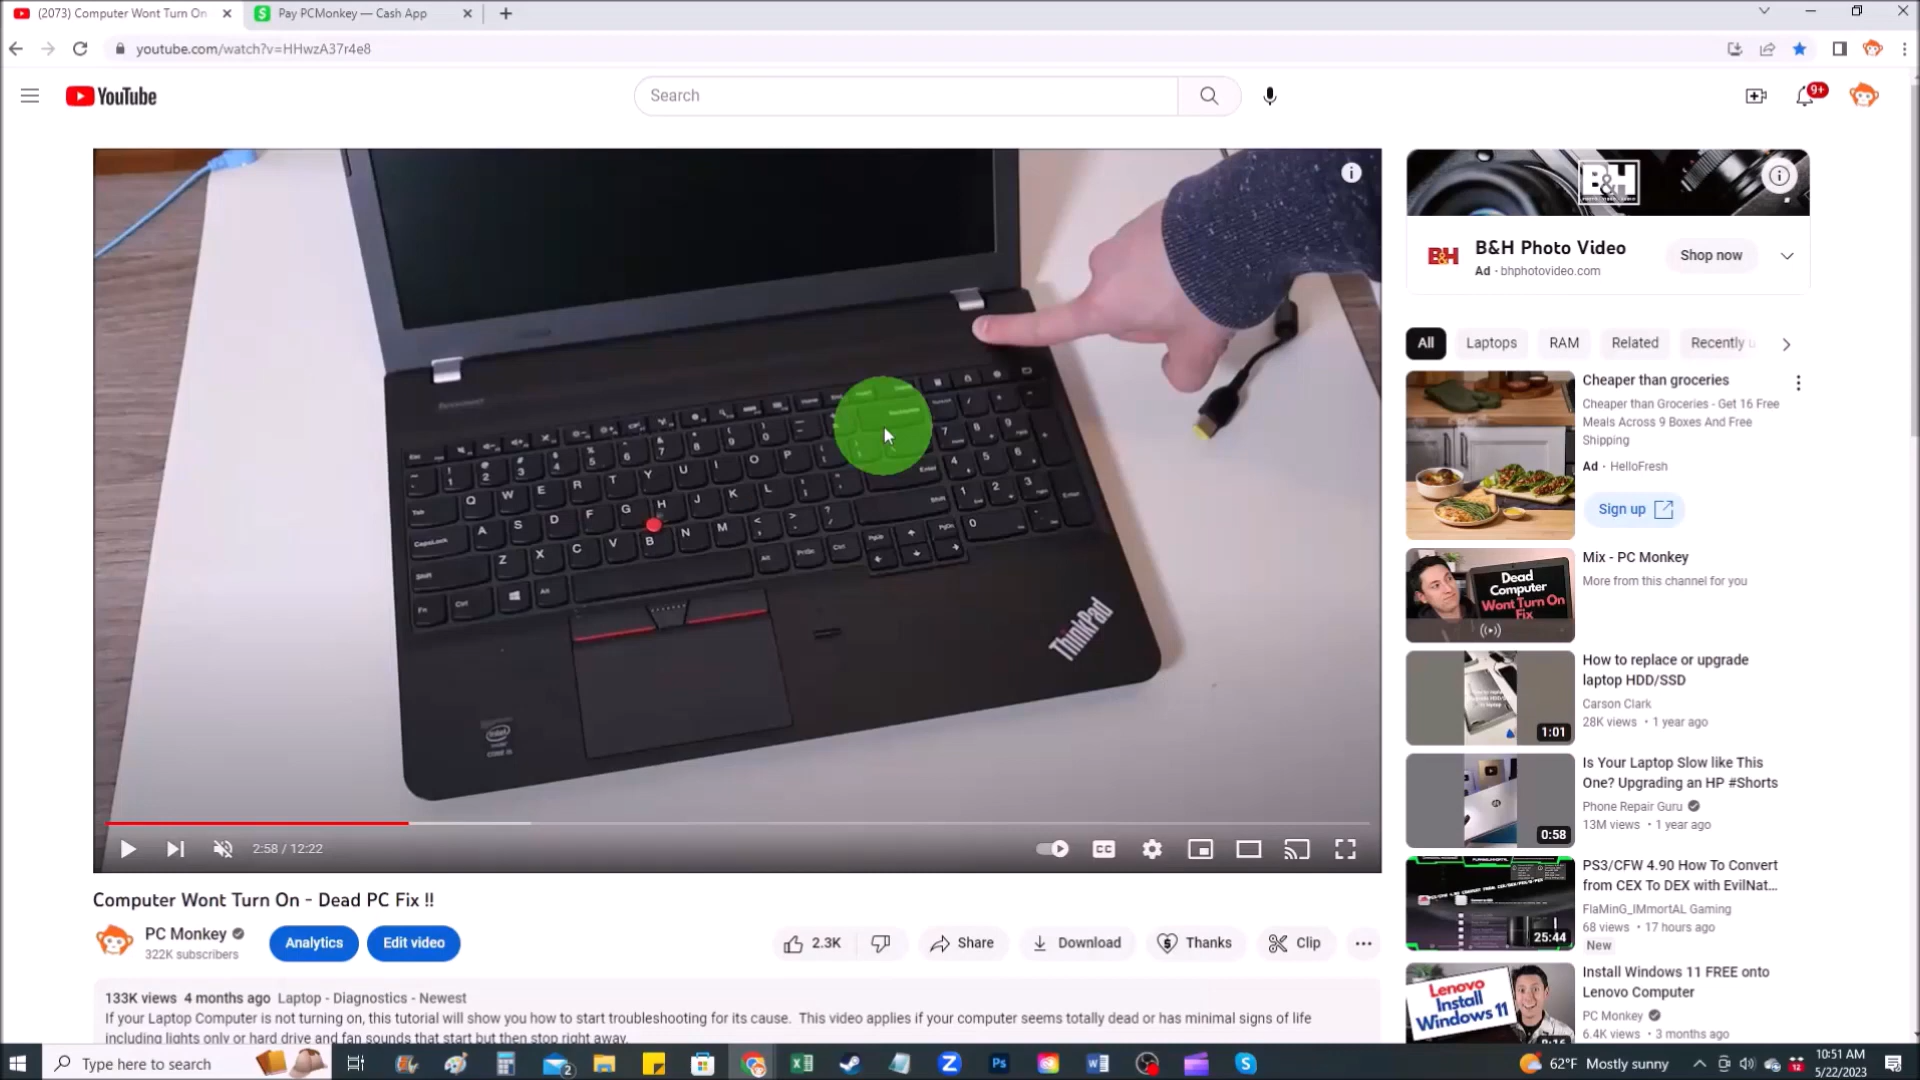 (2073) Computer Wont Turn On
Pay PCMonkey — Cash App
youtube.com/watch?v=HHwzA37r4e8
YouTube
Search
9+
B&H
B&H Photo Video
Ad · bhphotovideo.com
Shop now
All
Laptops
RAM
Related
Recently u
Cheaper than groceries
Cheaper than Groceries - Get 16 Free
Meals Across 9 Boxes And Free
Shipping
Ad · HelloFresh
Sign up
Dead
Computer
Wont Turn On
Fix
Mix - PC Monkey
More from this channel for you
How to replace or upgrade
laptop HDD/SSD
Carson Clark
28K views • 1 year ago
1:01
Is Your Laptop Slow like This
One? Upgrading an HP #Shorts
Phone Repair Guru
13M views • 1 year ago
0:58
PS3/CFW 4.90 How To Convert
from CEX To DEX with EvilNat...
FlaMinG_IMmortAL Gaming
68 views • 17 hours ago
New
25:44
Lenovo
Install
Windows 11
Install Windows 11 FREE onto
Lenovo Computer
PC Monkey
6.4K views • 3 months ago
ThinkPad
intel
CORE i5
2:58 / 12:22
CC
Computer Wont Turn On - Dead PC Fix !!
PC Monkey
322K subscribers
Analytics
Edit video
2.3K
Share
Download
Thanks
Clip
133K views 4 months ago Laptop - Diagnostics - Newest
If your Laptop Computer is not turning on, this tutorial will show you how to start troubleshooting for its cause. This video applies if your computer seems totally dead or has minimal signs of life
including lights only or hard drive and fan sounds that start but then stop right away.
Type here to search
62°F Mostly sunny
10:51 AM
5/22/2023